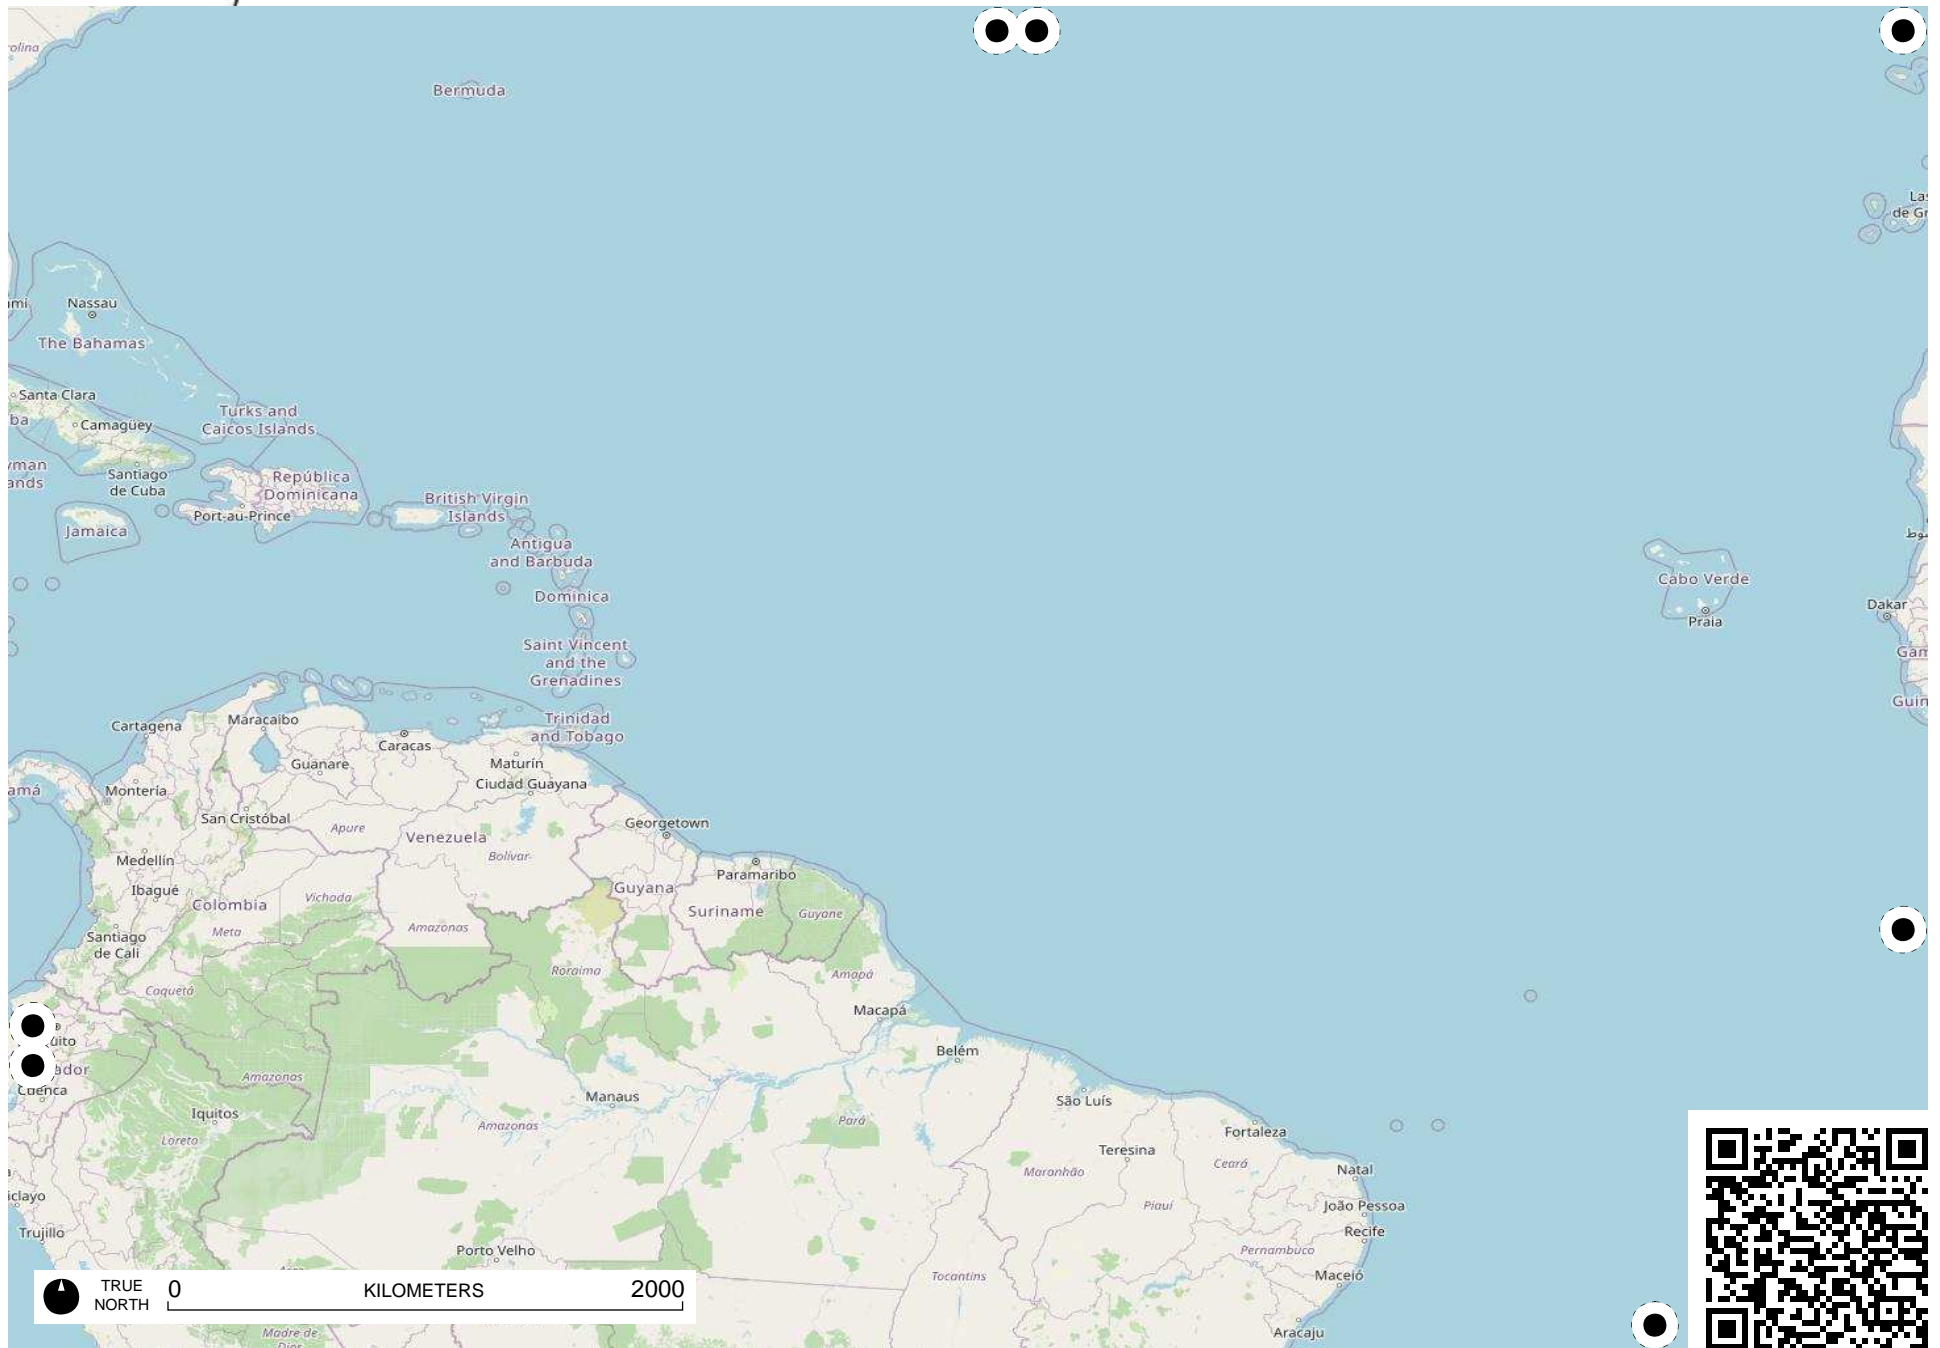 Bermuda
Nassau
The Bahamas
Santa Clara
Camagüey
Turks and
Caicos Islands
Santiago
de Cuba
República
Dominicana
Port-au-Prince
Jamaica
British Virgin
Islands
Antigua
and Barbuda
Dominica
Saint Vincent
and the
Grenadines
Trinidad
and Tobago
Cabo Verde
Praia
Dakar
Cartagena
Maracaibo
Caracas
Guanare
Maturín
Ciudad Guayana
Montería
San Cristóbal
Apure
Venezuela
Bolívar
Georgetown
Medellín
Ibagué
Colombia
Vichada
Meta
Amazonas
Guyana
Paramaribo
Suriname
Guyane
Santiago
de Cali
Caquetá
Roraima
Amapá
Macapá
Belém
Cuenca
Amazonas
Iquitos
Loreto
Manaus
Amazonas
Pará
São Luís
Teresina
Fortaleza
Maranhão
Ceará
Natal
Piauí
João Pessoa
Recife
Trujillo
Porto Velho
Pernambuco
Tocantins
Maceió
Aracaju
Madre de
TRUE
NORTH
0 KILOMETERS 2000